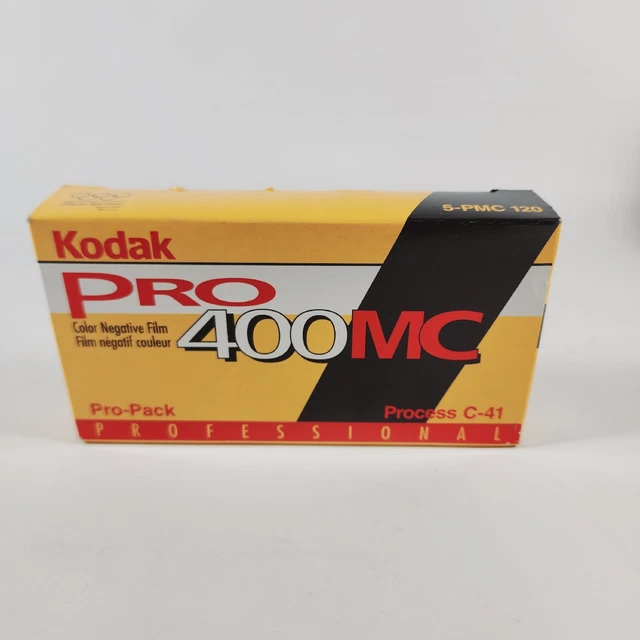 5-PMC 120
Kodak
PRO
400MC
Color Negative Film
Film négatif couleur
Pro-Pack
Process C-41
PROFESSIONAL